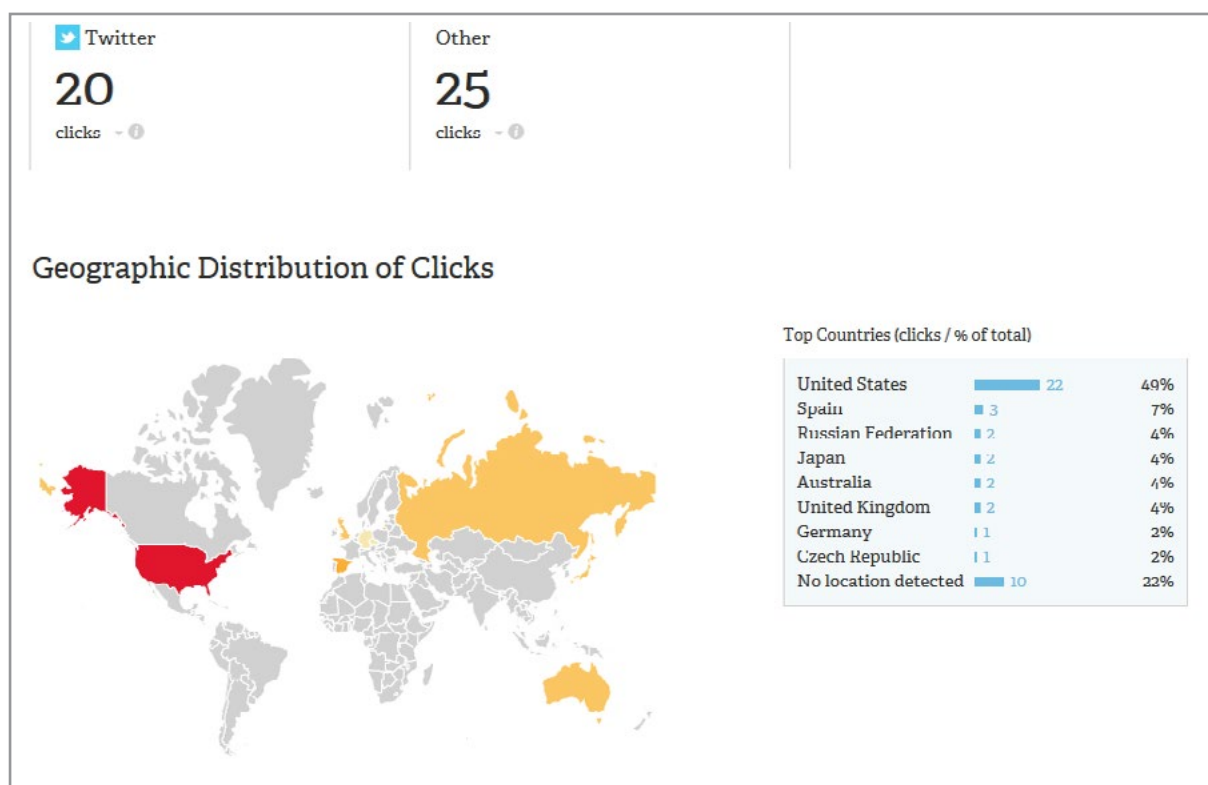 Twitter
20
clicks
Other
25
clicks
Geographic Distribution of Clicks
Top Countries (clicks / % of total)
United States 22 49%
Spain 3 7%
Russian Federation 2 4%
Japan 2 4%
Australia 2 4%
United Kingdom 2 4%
Germany 1 2%
Czech Republic 1 2%
No location detected 10 22%